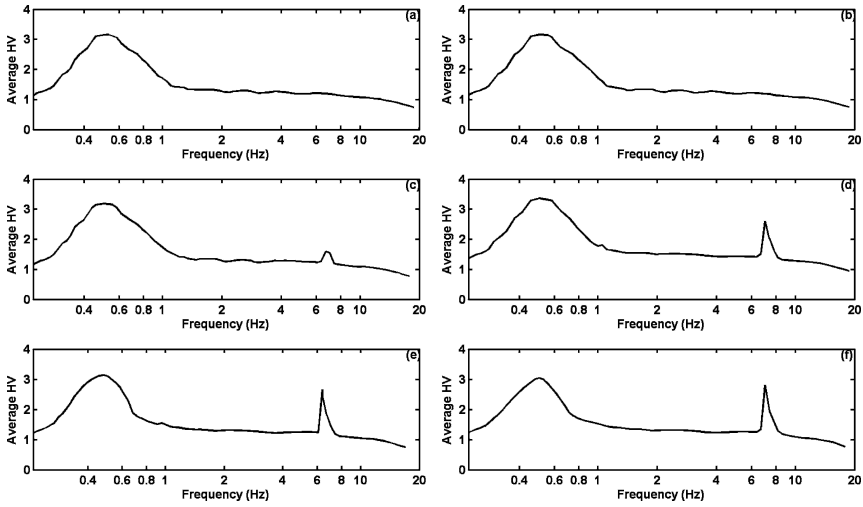 4 (a) 4 (b)
Average HV 3 Average HV 3
2 2
1 1
0 0
0.4 0.6 0.8 1 2 4 6 8 10 20 0.4 0.6 0.8 1 2 4 6 8 10 20
Frequency (Hz) Frequency (Hz)
4 (c) 4 (d)
Average HV 3 Average HV 3
2 2
1 1
0 0
0.4 0.6 0.8 1 2 4 6 8 10 20 0.4 0.6 0.8 1 2 4 6 8 10 20
Frequency (Hz) Frequency (Hz)
4 (e) 4 (f)
Average HV 3 Average HV 3
2 2
1 1
0 0
0.4 0.6 0.8 1 2 4 6 8 10 20 0.4 0.6 0.8 1 2 4 6 8 10 20
Frequency (Hz) Frequency (Hz)